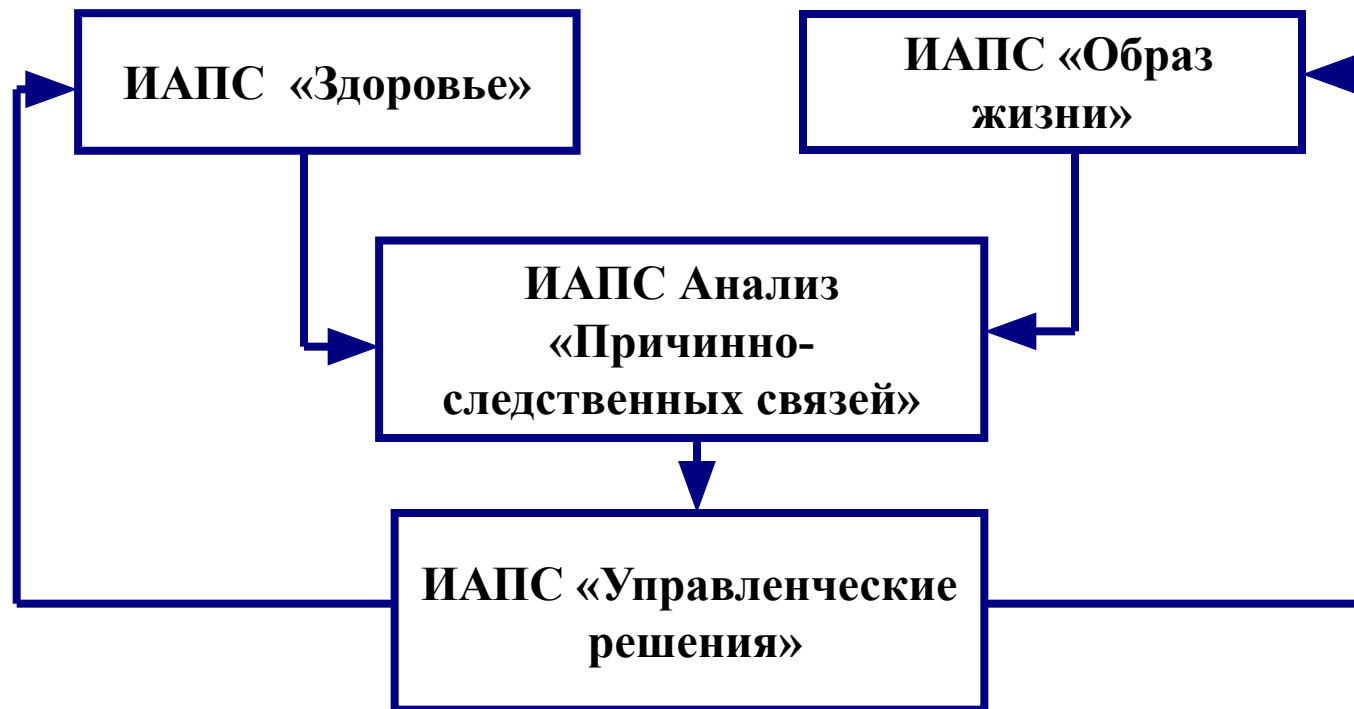 ИАПС «Здоровье»
ИАПС «Образ
жизни»
ИАПС Анализ
«Причинно-
следственных связей»
ИАПС «Управленческие
решения»